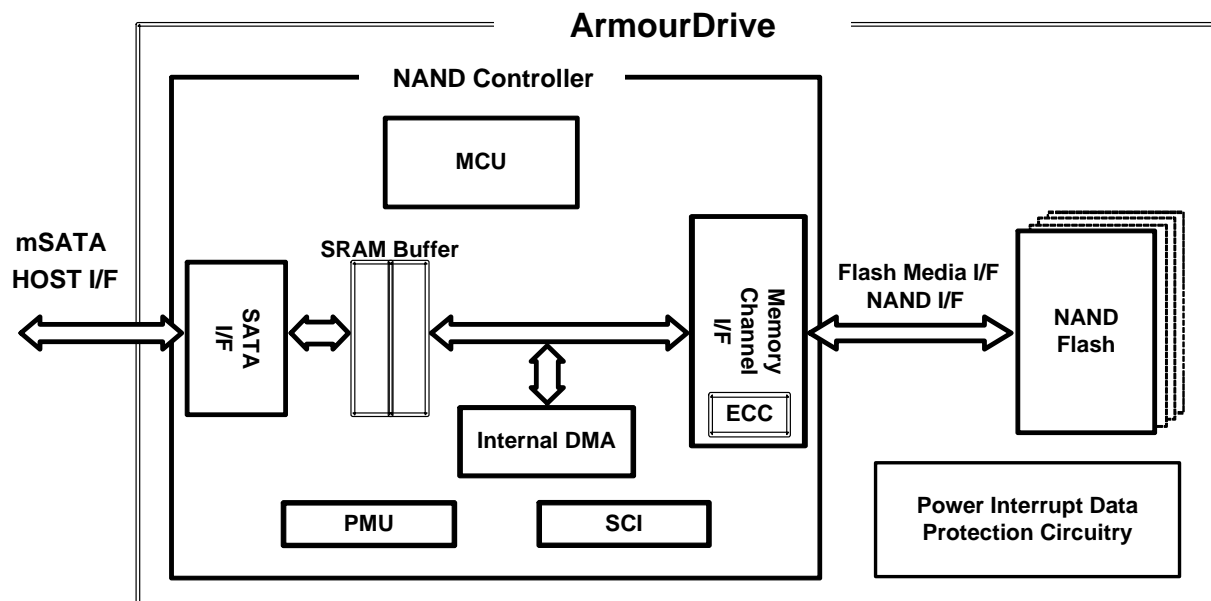 ArmourDrive
NAND Controller
MCU
mSATA
HOST I/F
SRAM Buffer
SATA
I/F
Memory
Channel
I/F
ECC
Flash Media I/F
NAND I/F
NAND
Flash
Internal DMA
PMU
SCI
Power Interrupt Data
Protection Circuitry